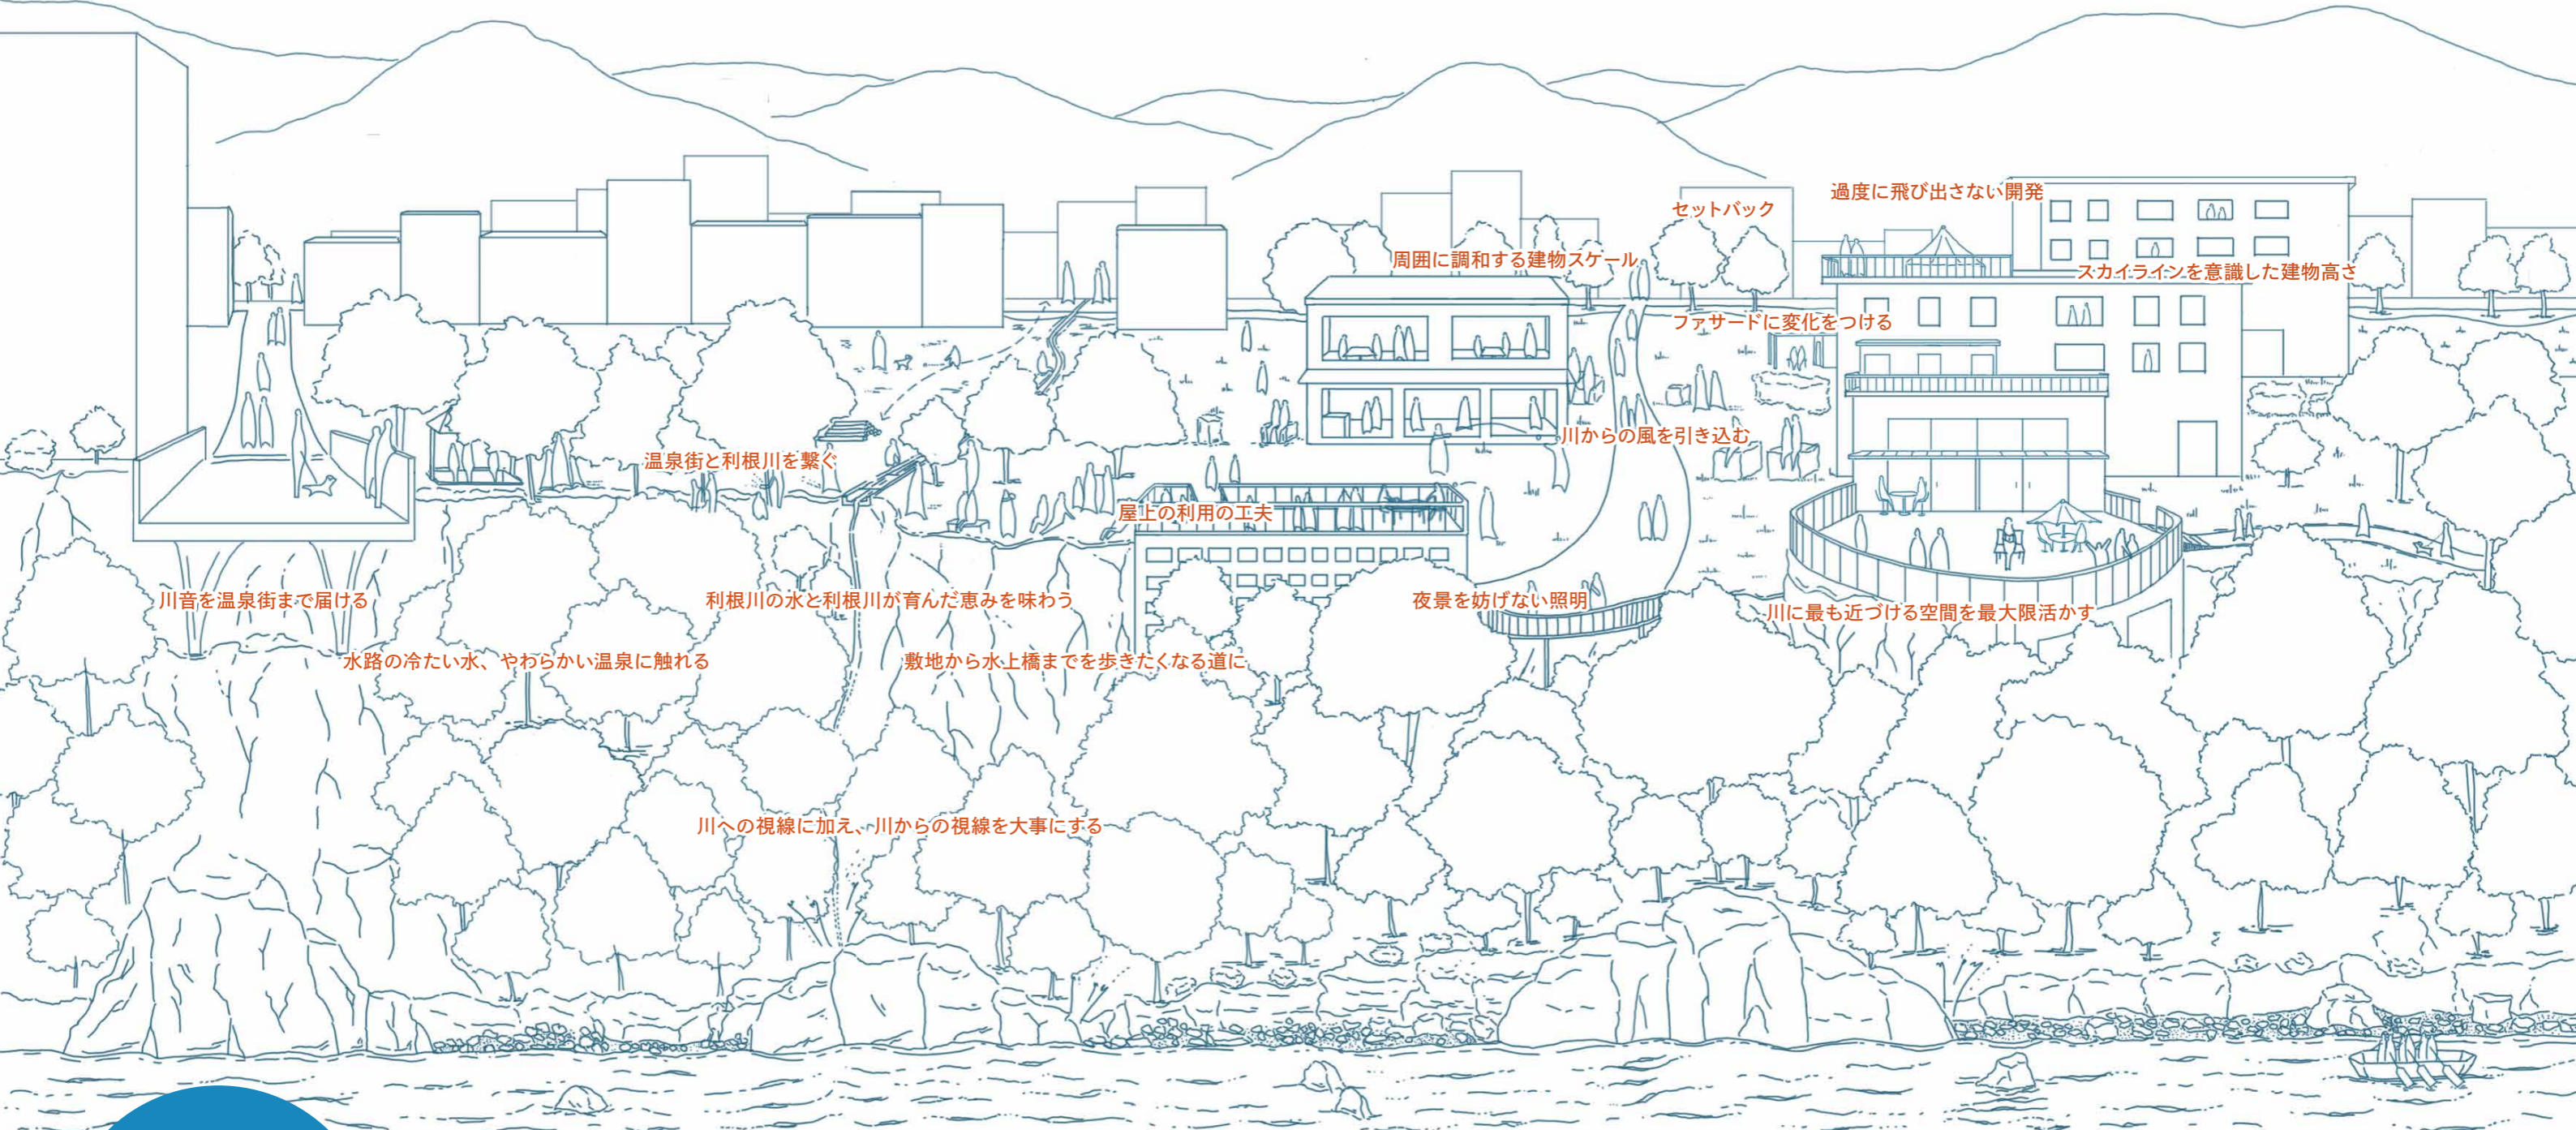 過度に飛び出さない開発
セットバック
周囲に調和する建物スケール
スカイラインを意識した建物高さ
ファサードに変化をつける
川からの風を引き込む
温泉街と利根川を繋ぐ
屋上の利用の工夫
川音を温泉街まで届ける
利根川の水と利根川が育んだ恵みを味わう
夜景を妨げない照明
川に最も近づける空間を最大限活かす
水路の冷たい水、やわらかい温泉に触れる
敷地から水上橋までを歩きたくなる道に
川への視線に加え、川からの視線を大事にする